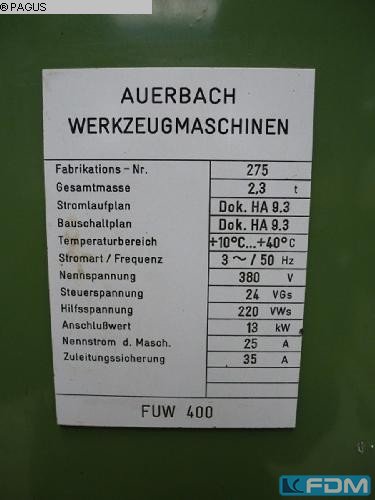 © PAGUS
AUERBACH
WERKZEUGMASCHINEN
Fabrikations - Nr. 275
Gesamtmasse 2,3 t
Stromlaufplan Dok. HA 9.3
Bauschaltplan Dok. HA 9.3
Temperaturbereich +10°C...+40°C
Stromart / Frequenz 3 ~ / 50 Hz
Nennspannung 380 V
Steuerspannung 24 VGs
Hilfsspannung 220 VWs
Anschlußwert 13 kW
Nennstrom d. Masch. 25 A
Zuleitungssicherung 35 A
FUW 400
FDM